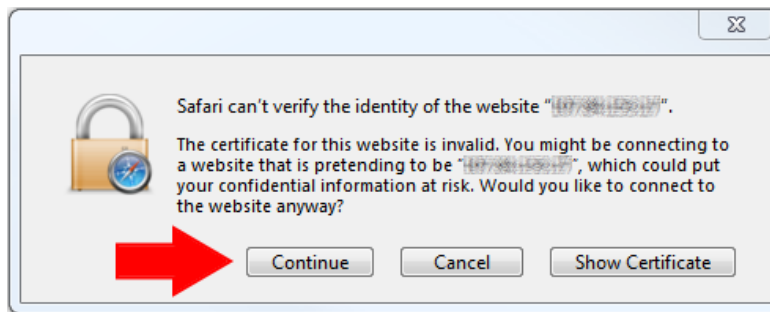 Safari can't verify the identity of the website "                ".
The certificate for this website is invalid. You might be connecting to
a website that is pretending to be "                ", which could put
your confidential information at risk. Would you like to connect to
the website anyway?
Continue Cancel Show Certificate